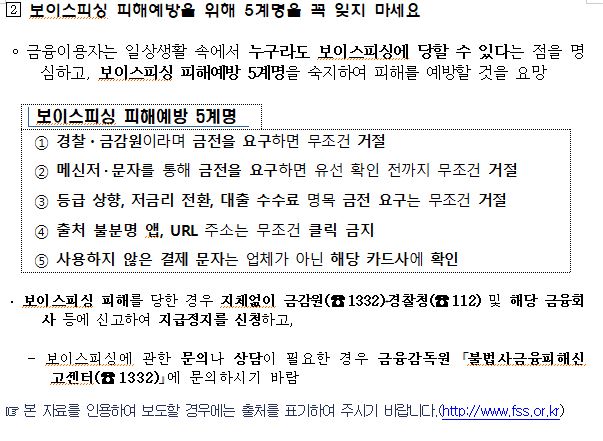 2 보이스피싱 피해예방을 위해 5계명을 꼭 잊지 마세요
○ 금융이용자는 일상생활 속에서 누구라도 보이스피싱에 당할 수 있다는 점을 명
심하고, 보이스피싱 피해예방 5계명을 숙지하여 피해를 예방할 것을 요망
보이스피싱 피해예방 5계명
① 경찰·금감원이라며 금전을 요구하면 무조건 거절
② 메신저·문자를 통해 금전을 요구하면 유선 확인 전까지 무조건 거절
③ 등급 상향, 저금리 전환, 대출 수수료 명목 금전 요구는 무조건 거절
④ 출처 불분명 앱, URL 주소는 무조건 클릭 금지
⑤ 사용하지 않은 결제 문자는 업체가 아닌 해당 카드사에 확인
· 보이스피싱 피해를 당한 경우 지체없이 금감원(☎1332)·경찰청(☎112) 및 해당 금융회
사 등에 신고하여 지급정지를 신청하고,
- 보이스피싱에 관한 문의나 상담이 필요한 경우 금융감독원 「불법사금융피해신
고센터(☎1332)」에 문의하시기 바람
☞ 본 자료를 인용하여 보도할 경우에는 출처를 표기하여 주시기 바랍니다.(http://www.fss.or.kr)